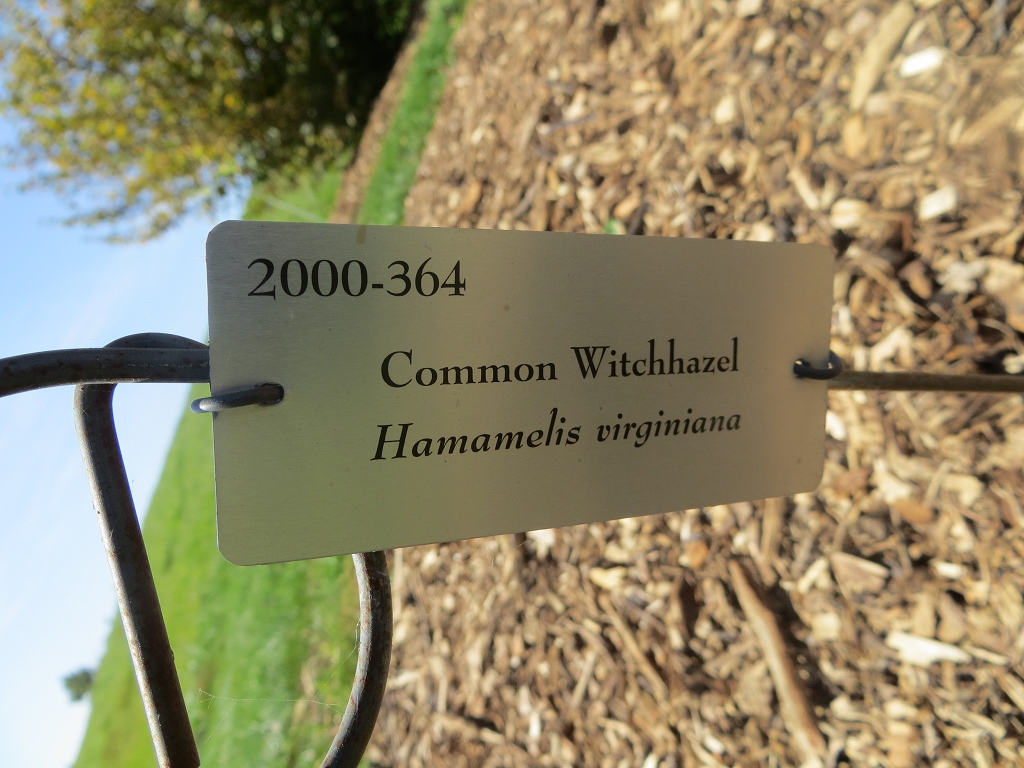 2000-364
Common Witchhazel
Hamamelis virginiana